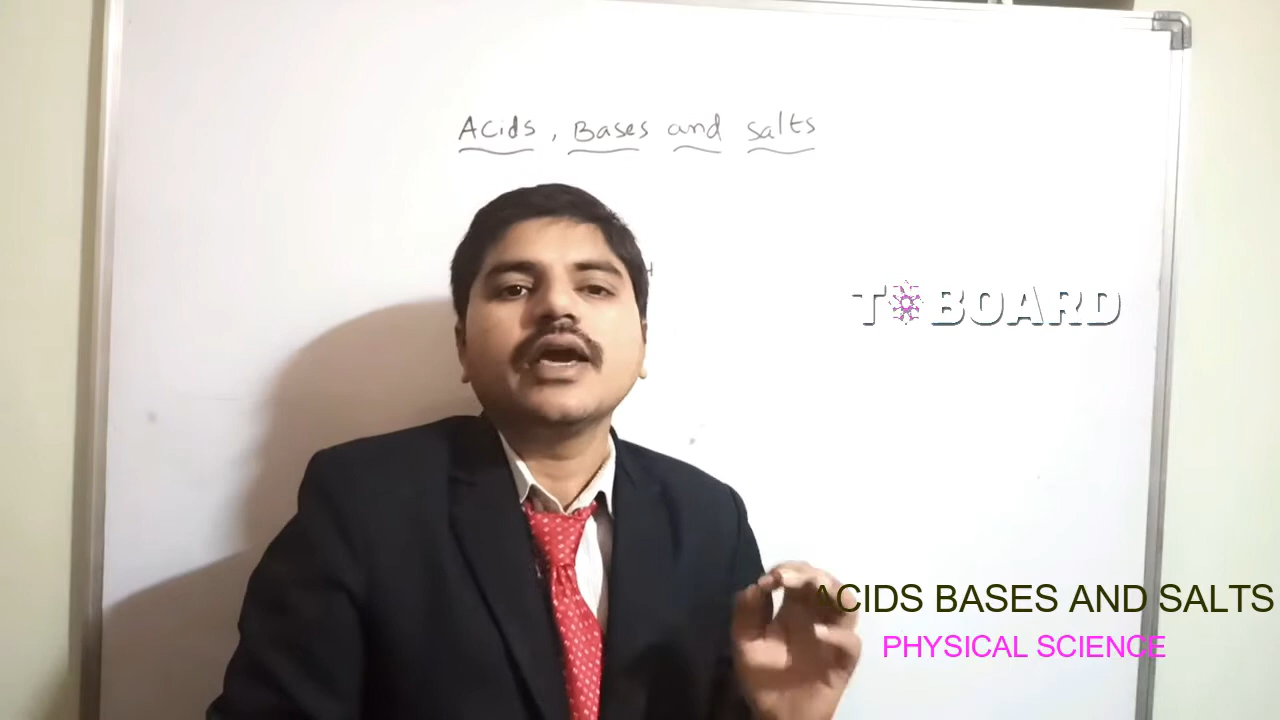 Acids, Bases and salts
T BOARD
ACIDS BASES AND SALTS
PHYSICAL SCIENCE